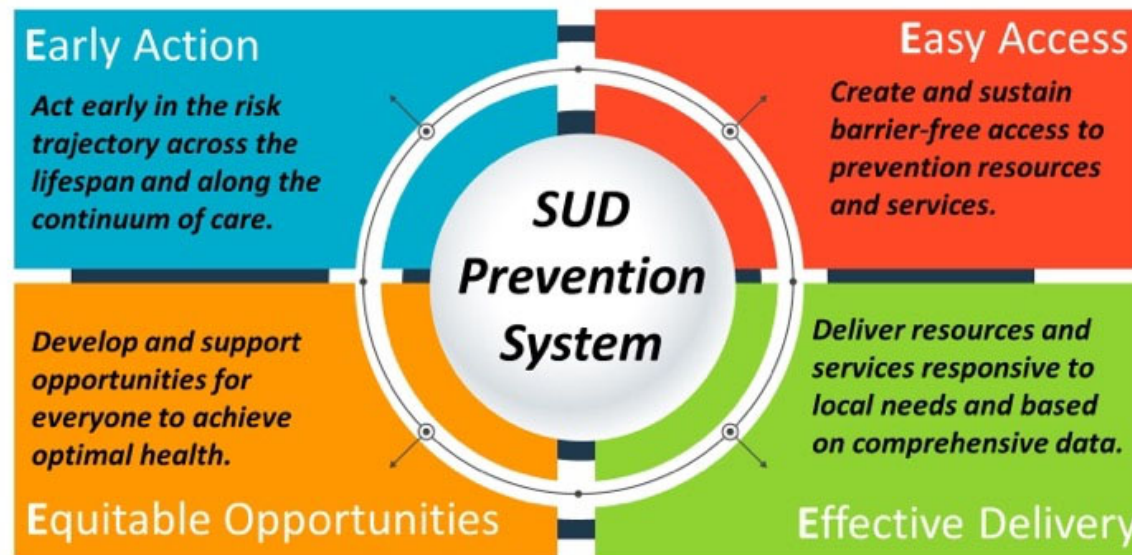 Early Action
Act early in the risk
trajectory across the
lifespan and along the
continuum of care.
Easy Access
Create and sustain
barrier-free access to
prevention resources
and services.
SUD
Prevention
System
Develop and support
opportunities for
everyone to achieve
optimal health.
Equitable Opportunities
Deliver resources and
services responsive to
local needs and based
on comprehensive data.
Effective Delivery